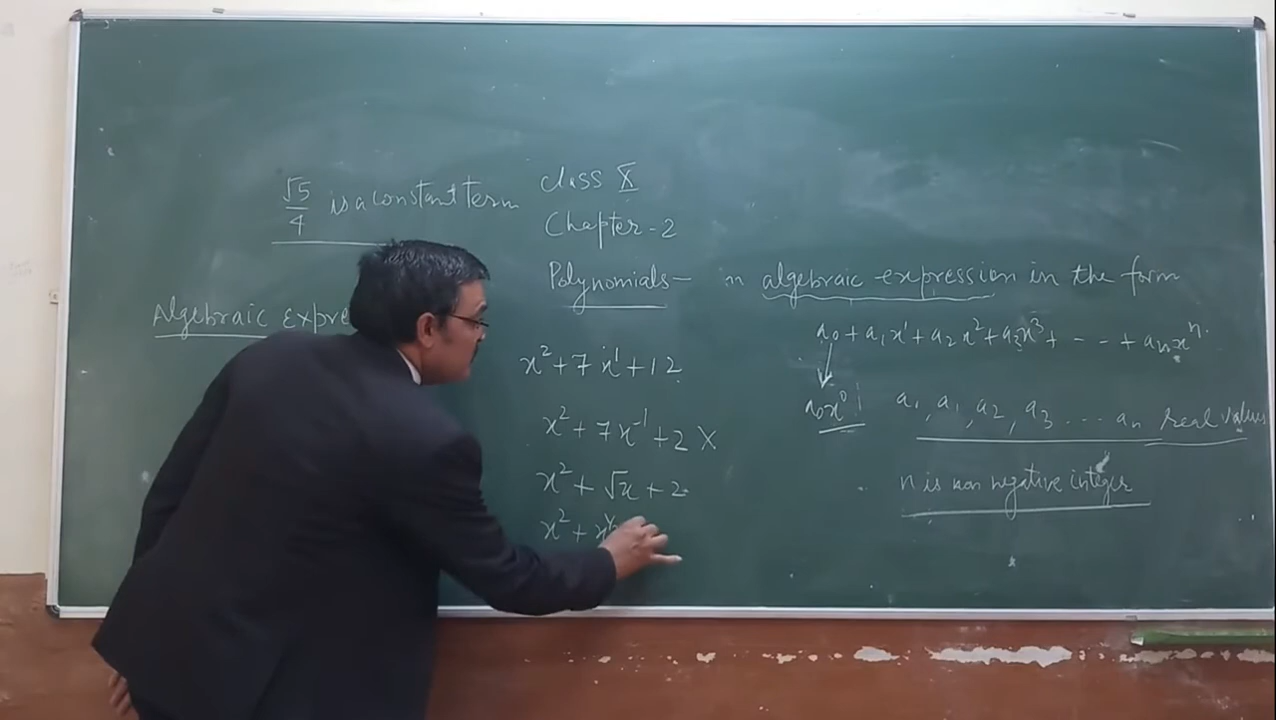 √5/4 is a constant term
Class X
Chapter - 2
Polynomials — in algebraic expression in the form
Algebraic Expre
a₀ + a₁x¹ + a₂x² + a₃x³ + - - - + aₙxⁿ.
x² + 7x¹ + 12
a₀x⁰
a₁, a₁, a₂, a₃ ... aₙ real values
x² + 7x⁻¹ + 2 X
x² + √x + 2
n is non negative integer
x² + x